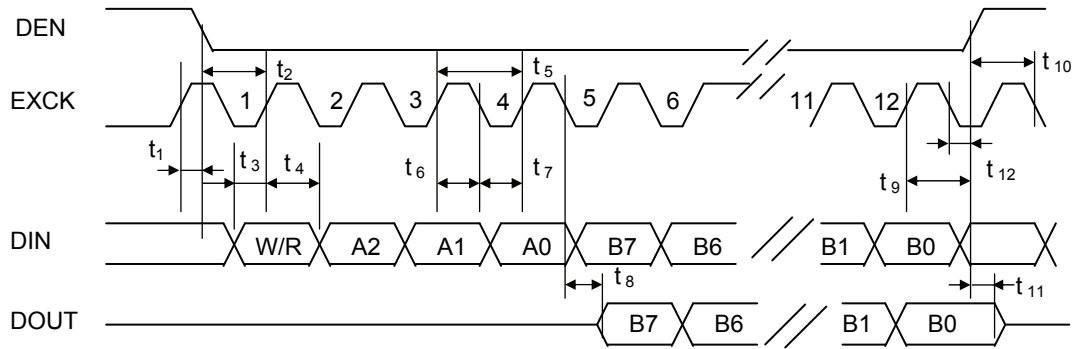 DEN
t2
t5
t10
EXCK
1 2 3 4 5 6 11 12
t1 t3 t4 t6 t7 t9 t12
DIN
W/R A2 A1 A0 B7 B6 B1 B0
t8
t11
DOUT
B7 B6 B1 B0